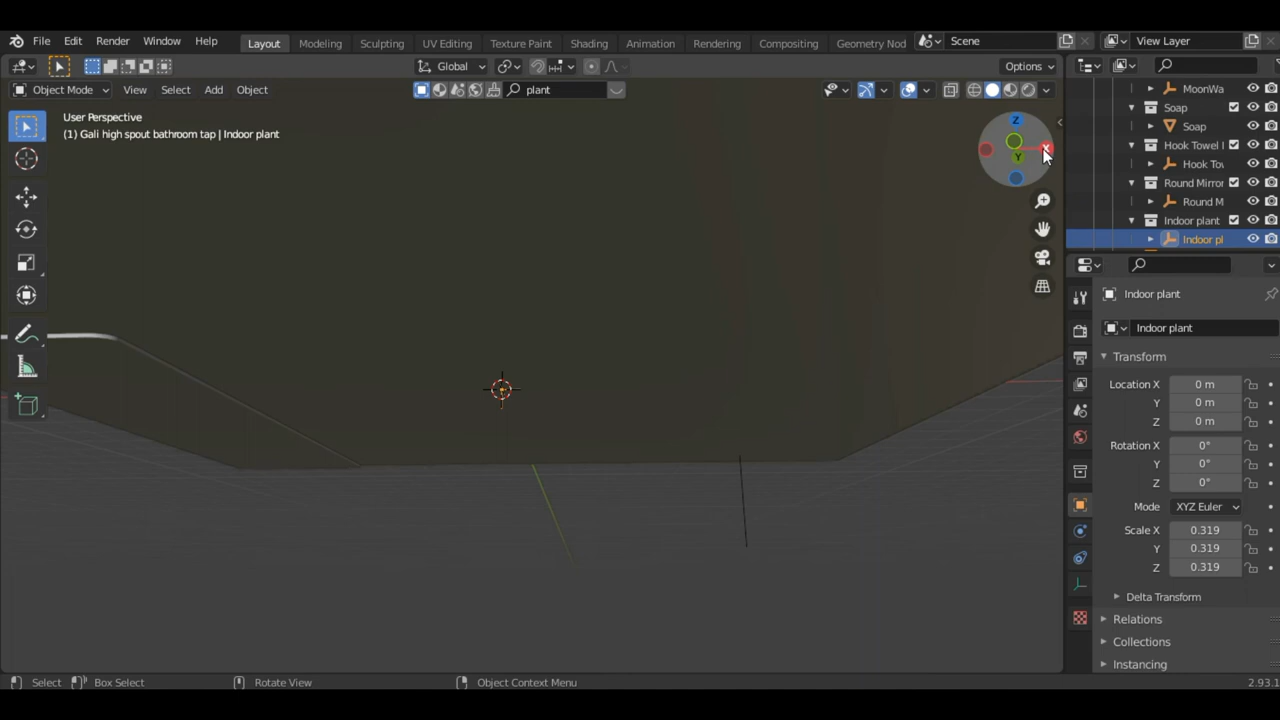 File Edit Render Window Help Layout Modeling Sculpting UV Editing Texture Paint Shading Animation Rendering Compositing Geometry Nod Scene View Layer
Global Options
Object Mode View Select Add Object plant
User Perspective
(1) Gali high spout bathroom tap | Indoor plant
Z
X
Y
MoonWa
Soap
Soap
Hook Towel
Hook Tov
Round Mirror
Round M
Indoor plant
Indoor pl
Indoor plant
Indoor plant
Transform
Location X 0 m
Y 0 m
Z 0 m
Rotation X 0°
Y 0°
Z 0°
Mode XYZ Euler
Scale X 0.319
Y 0.319
Z 0.319
Delta Transform
Relations
Collections
Instancing
Select Box Select Rotate View Object Context Menu 2.93.1